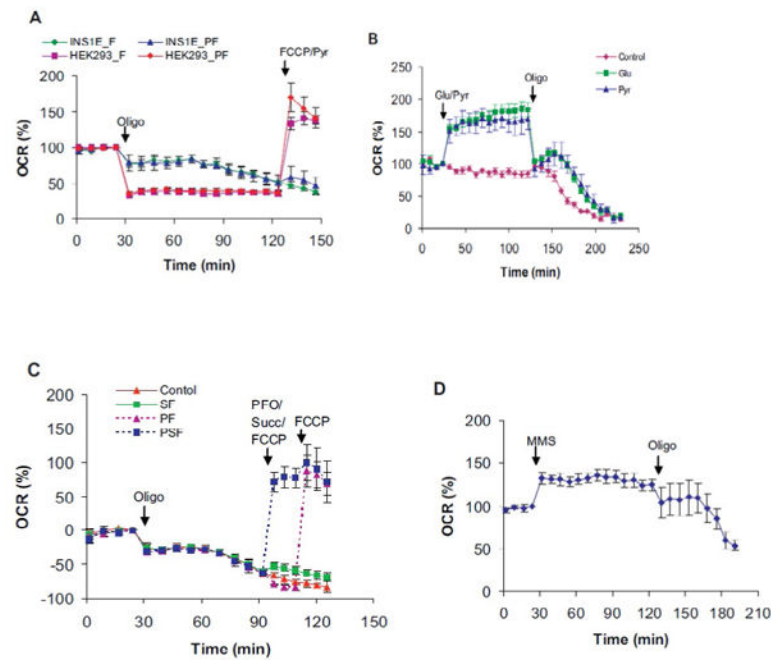 A
INS1E_F INS1E_PF
HEK293_F HEK293_PF
FCCP/Pyr
Oligo
OCR (%)
200
150
100
50
0
0 30 60 90 120 150
Time (min)
B
Control
Glu
Pyr
Glu/Pyr
Oligo
OCR (%)
250
200
150
100
50
0
0 50 100 150 200 250
Time (min)
C
Contol
SF
PF
PSF
PFO/
Succ/
FCCP
FCCP
Oligo
OCR (%)
200
150
100
50
0
-50
-100
0 30 60 90 120 150
Time (min)
D
MMS
Oligo
OCR (%)
200
150
100
50
0
0 30 60 90 120 150 180 210
Time (min)